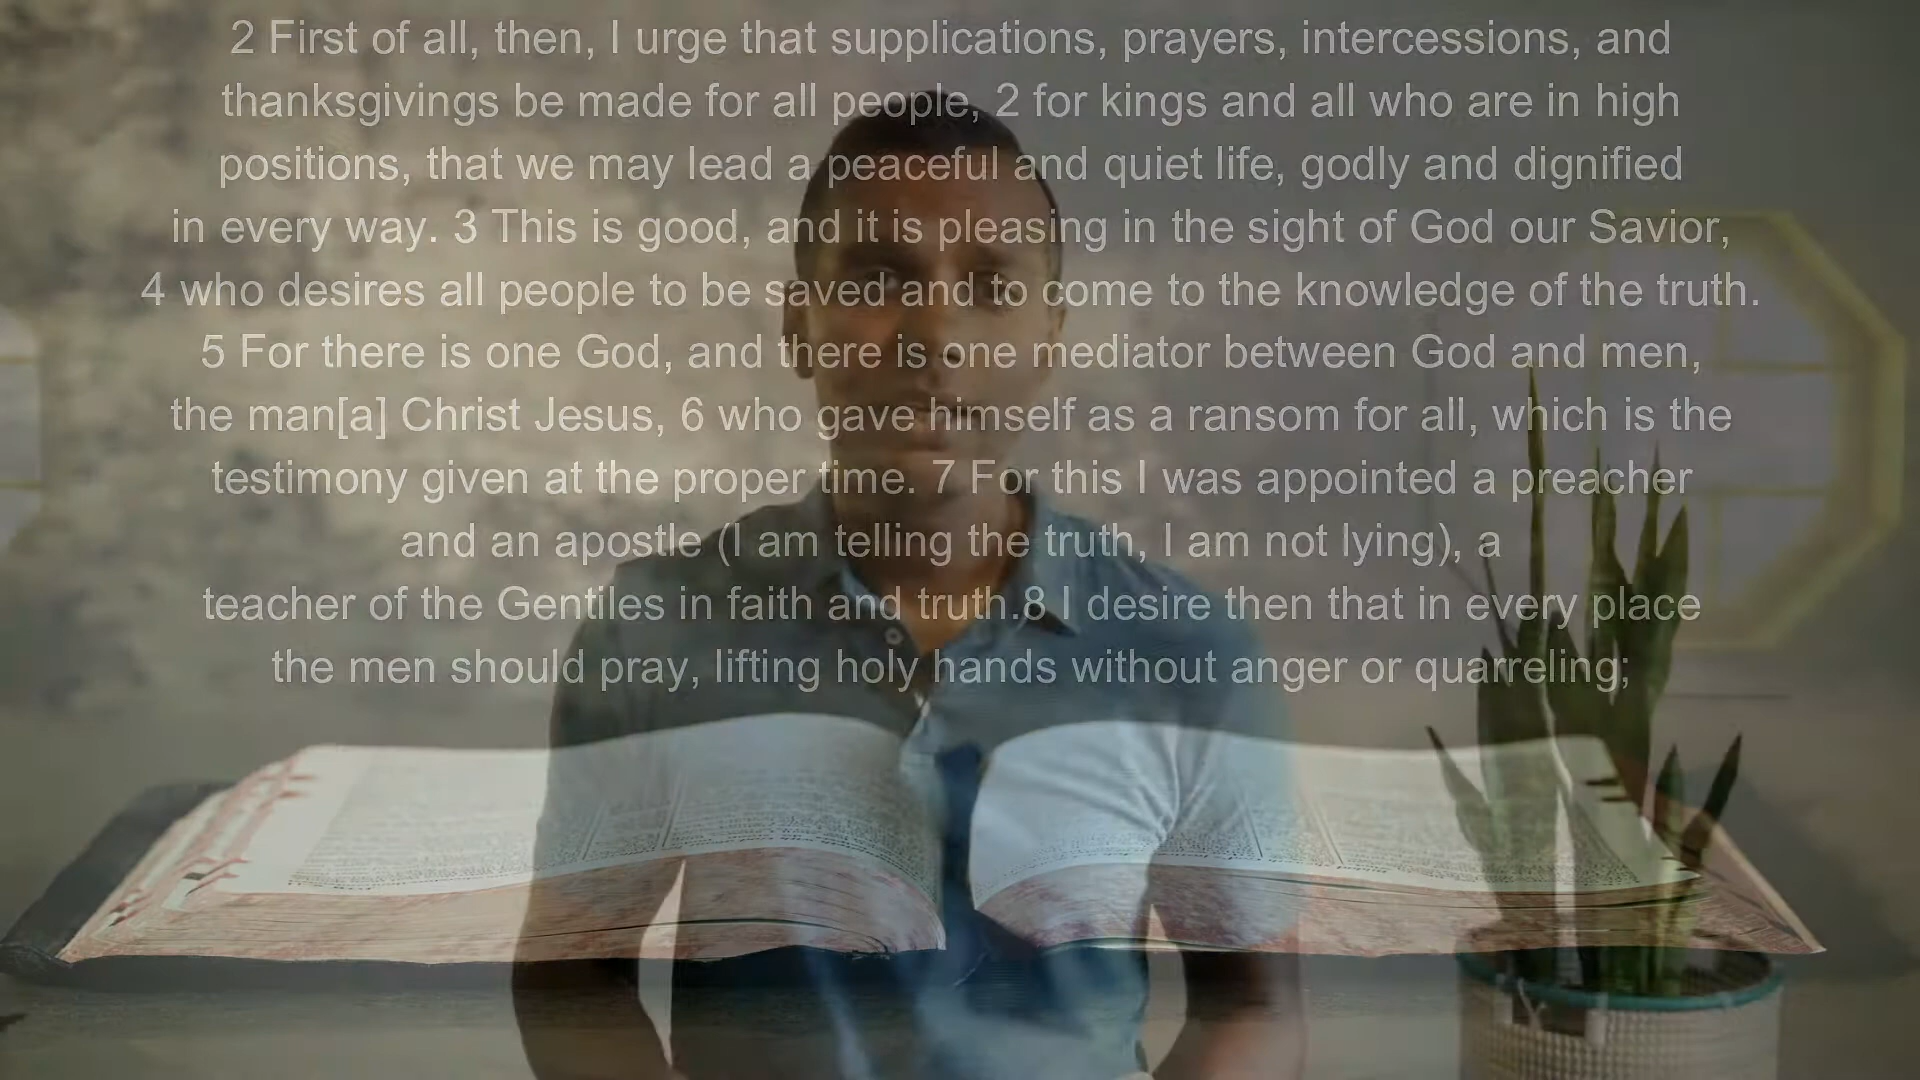 2 First of all, then, I urge that supplications, prayers, intercessions, and
thanksgivings be made for all people, 2 for kings and all who are in high
positions, that we may lead a peaceful and quiet life, godly and dignified
in every way. 3 This is good, and it is pleasing in the sight of God our Savior,
4 who desires all people to be saved and to come to the knowledge of the truth.
5 For there is one God, and there is one mediator between God and men,
the man[a] Christ Jesus, 6 who gave himself as a ransom for all, which is the
testimony given at the proper time. 7 For this I was appointed a preacher
and an apostle (I am telling the truth, I am not lying), a
teacher of the Gentiles in faith and truth.8 I desire then that in every place
the men should pray, lifting holy hands without anger or quarreling;